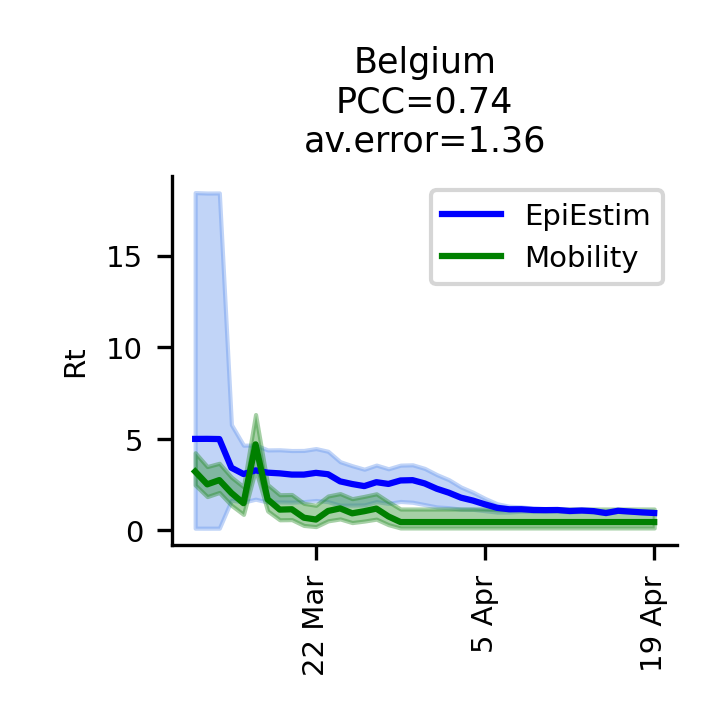 Belgium
PCC=0.74
av.error=1.36
EpiEstim
Mobility
Rt
15
10
5
0
22 Mar
5 Apr
19 Apr